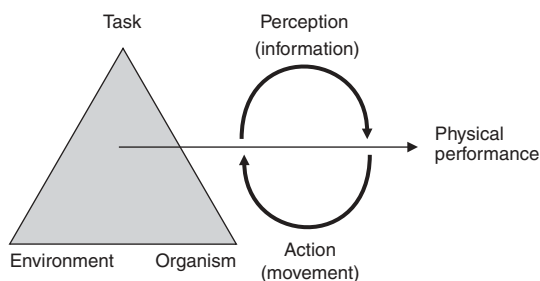 Task
Perception
(information)
Physical
performance
Environment
Organism
Action
(movement)